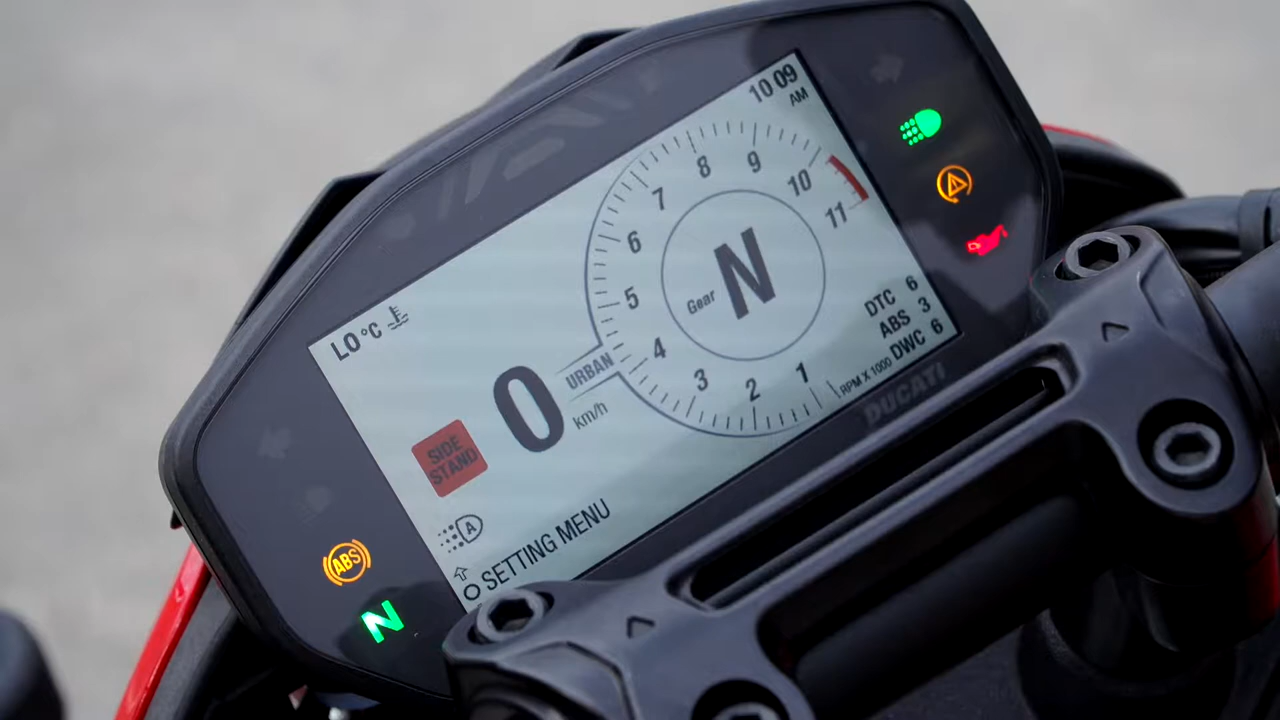 10 09
AM
8
9
7
10
6
11
5
Gear
N
4
3
2
1
LO °C
URBAN
0
km/h
DTC 6
ABS 3
DWC 6
RPM X 1000
DUCATI
SIDE
STAND
A
SETTING MENU
ABS
N